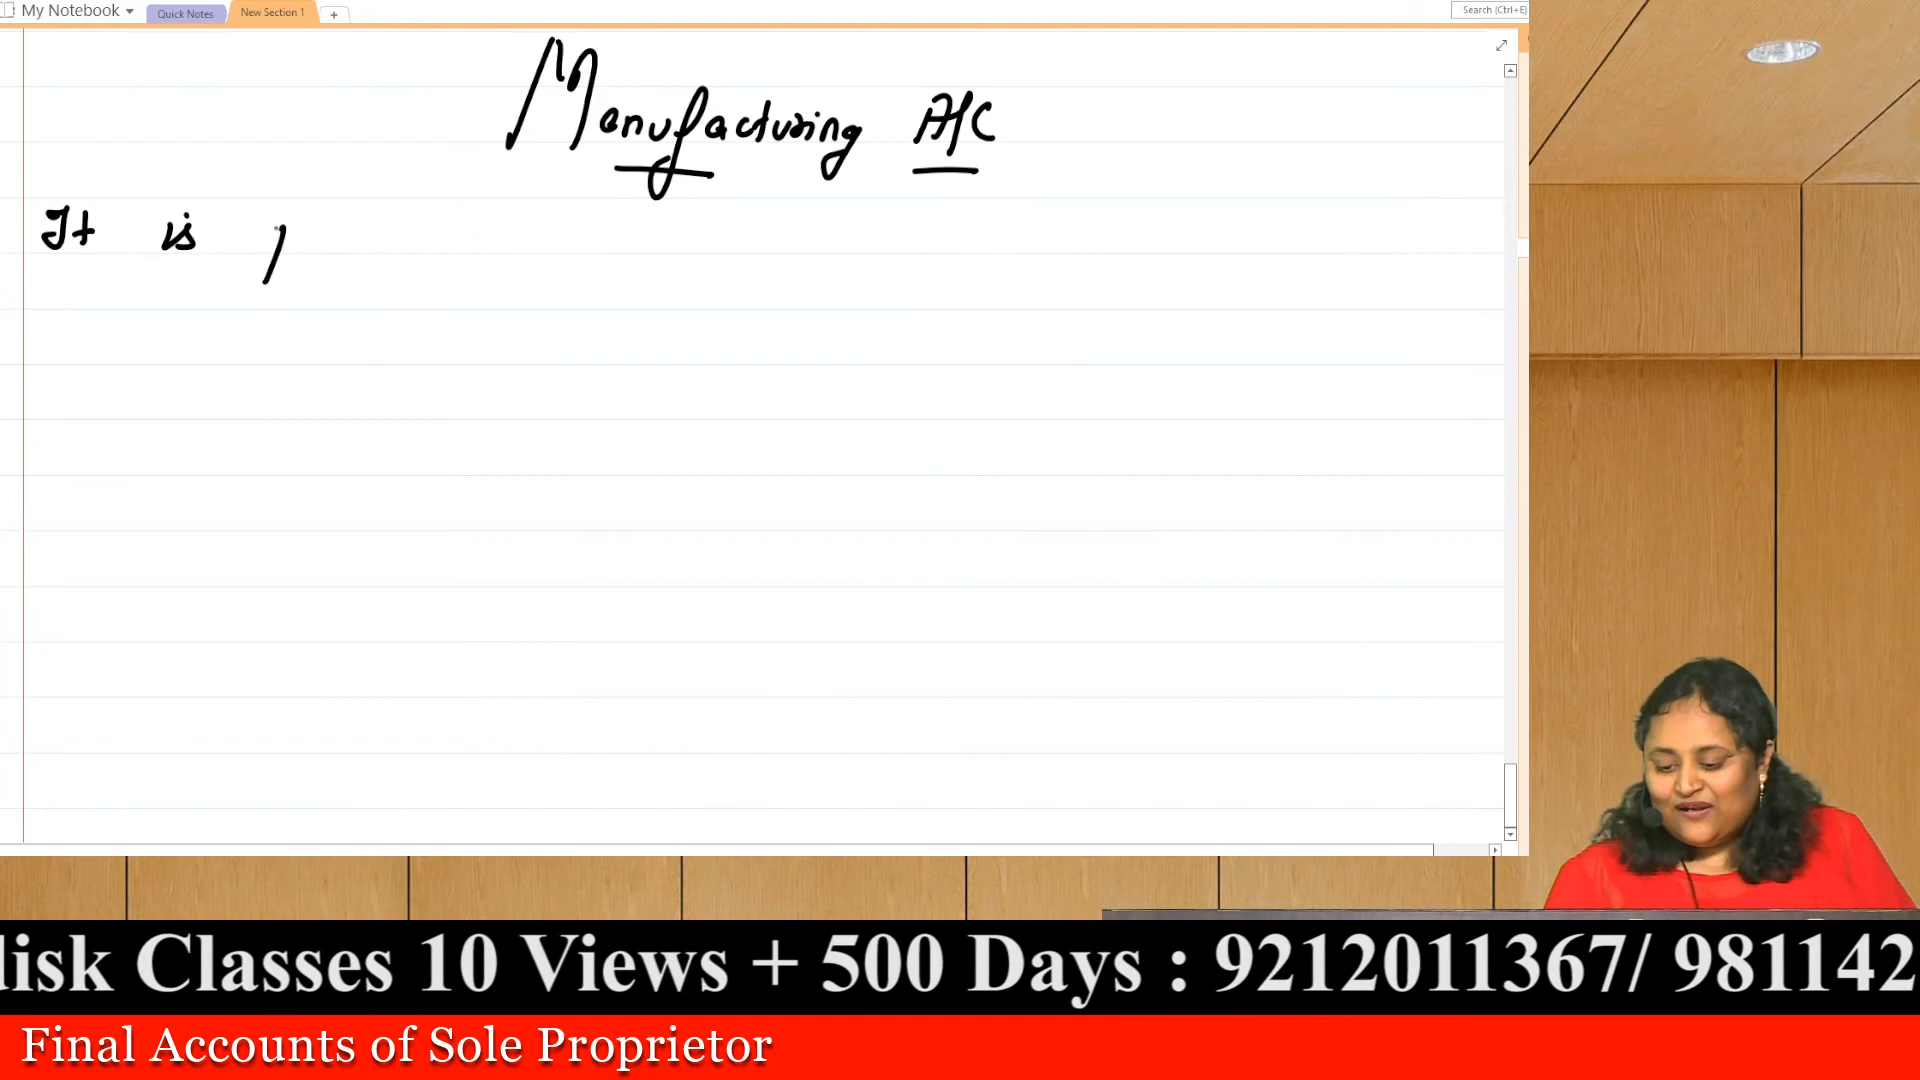 My Notebook
Quick Notes
New Section 1
Search (Ctrl+E)
Manufacturing A/C
It is
disk Classes 10 Views + 500 Days : 9212011367/ 981142
Final Accounts of Sole Proprietor